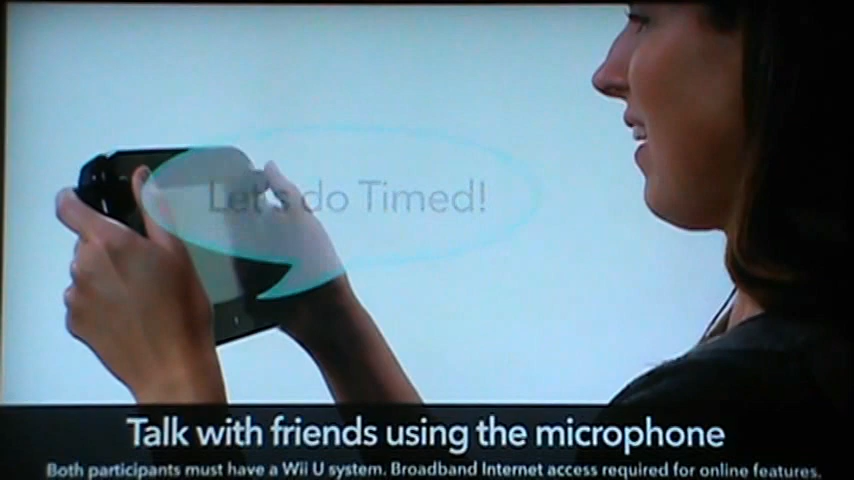 Let's do Timed!
Talk with friends using the microphone
Both participants must have a Wii U system. Broadband Internet access required for online features.